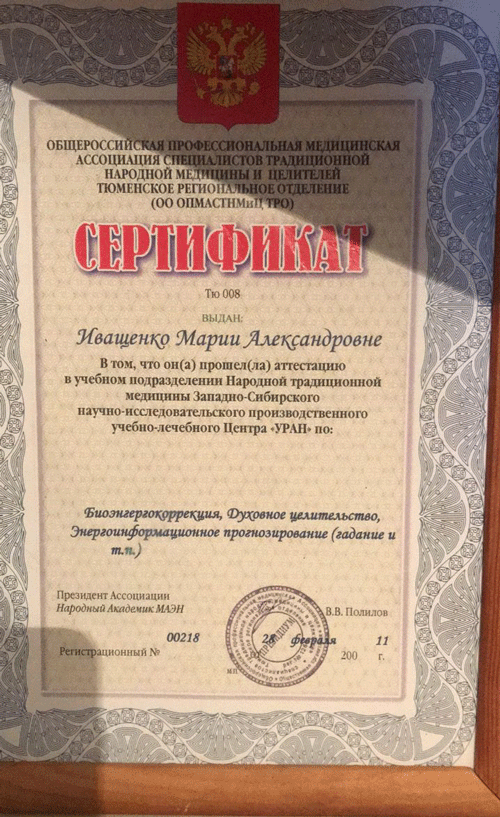 ОБЩЕРОССИЙСКАЯ ПРОФЕССИОНАЛЬНАЯ МЕДИЦИНСКАЯ
АССОЦИАЦИЯ СПЕЦИАЛИСТОВ ТРАДИЦИОННОЙ
НАРОДНОЙ МЕДИЦИНЫ И ЦЕЛИТЕЛЕЙ
ТЮМЕНСКОЕ РЕГИОНАЛЬНОЕ ОТДЕЛЕНИЕ
(ОО ОПМАСТНМиЦ ТРО)
СЕРТИФИКАТ
Тю 008
ВЫДАН:
Иващенко Марии Александровне
В том, что он(а) прошел(ла) аттестацию
в учебном подразделении Народной традиционной
медицины Западно-Сибирского
научно-исследовательского производственного
учебно-лечебного Центра «УРАН» по:
Биоэнгергокоррекция, Духовное целительство,
Энергоинформационное прогнозирование (гадание и
т.п.)
Президент Ассоциации
Народный Академик МАЭН
В.В. Полилов
00218 28 февраля 11
Регистрационный № 200 г.
м.п.